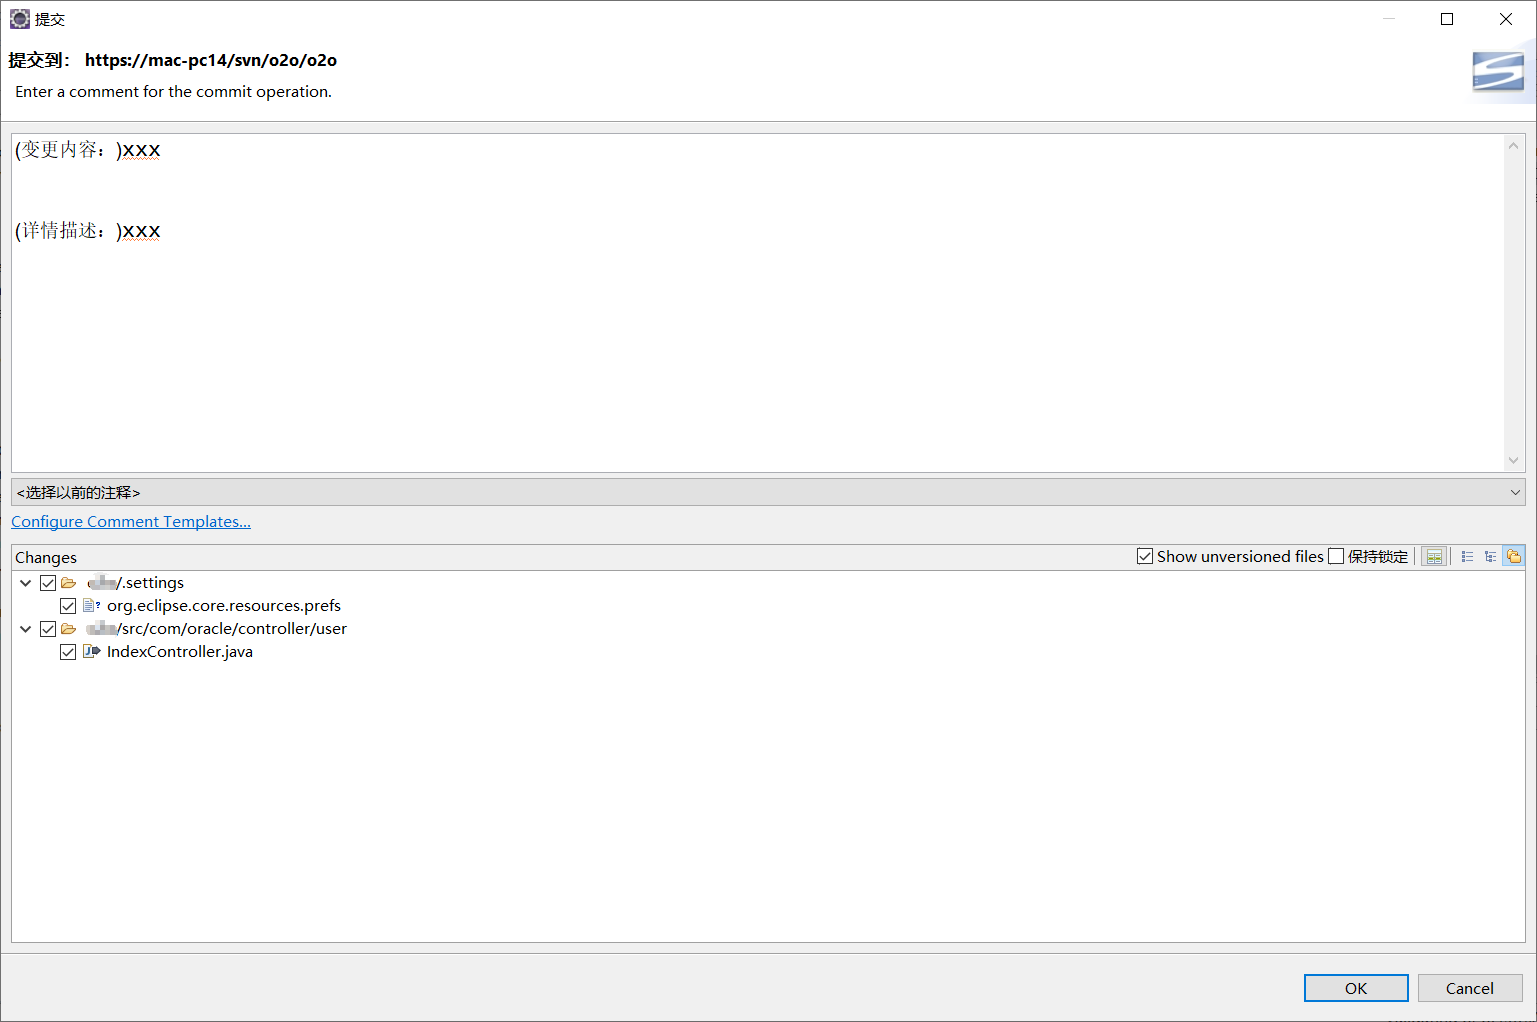 提交
提交到： https://mac-pc14/svn/o2o/o2o
Enter a comment for the commit operation.
(变更内容：)xxx
(详情描述：)xxx
<选择以前的注释>
Configure Comment Templates...
Changes
Show unversioned files 保持锁定
/.settings
org.eclipse.core.resources.prefs
/src/com/oracle/controller/user
IndexController.java
OK Cancel